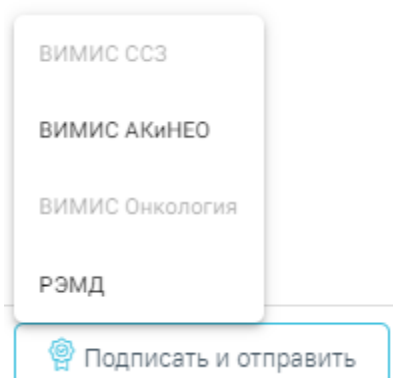 ВИМИС ССЗ
ВИМИС АКиНЕО
ВИМИС Онкология
РЭМД
Подписать и отправить